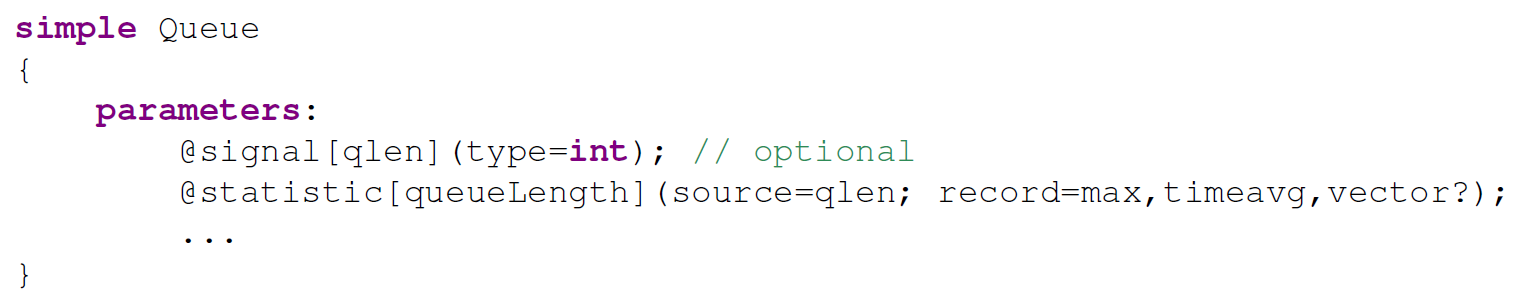 simple Queue
{
    parameters:
        @signal[qlen](type=int); // optional
        @statistic[queueLength](source=qlen; record=max,timeavg,vector?);
        ...
}